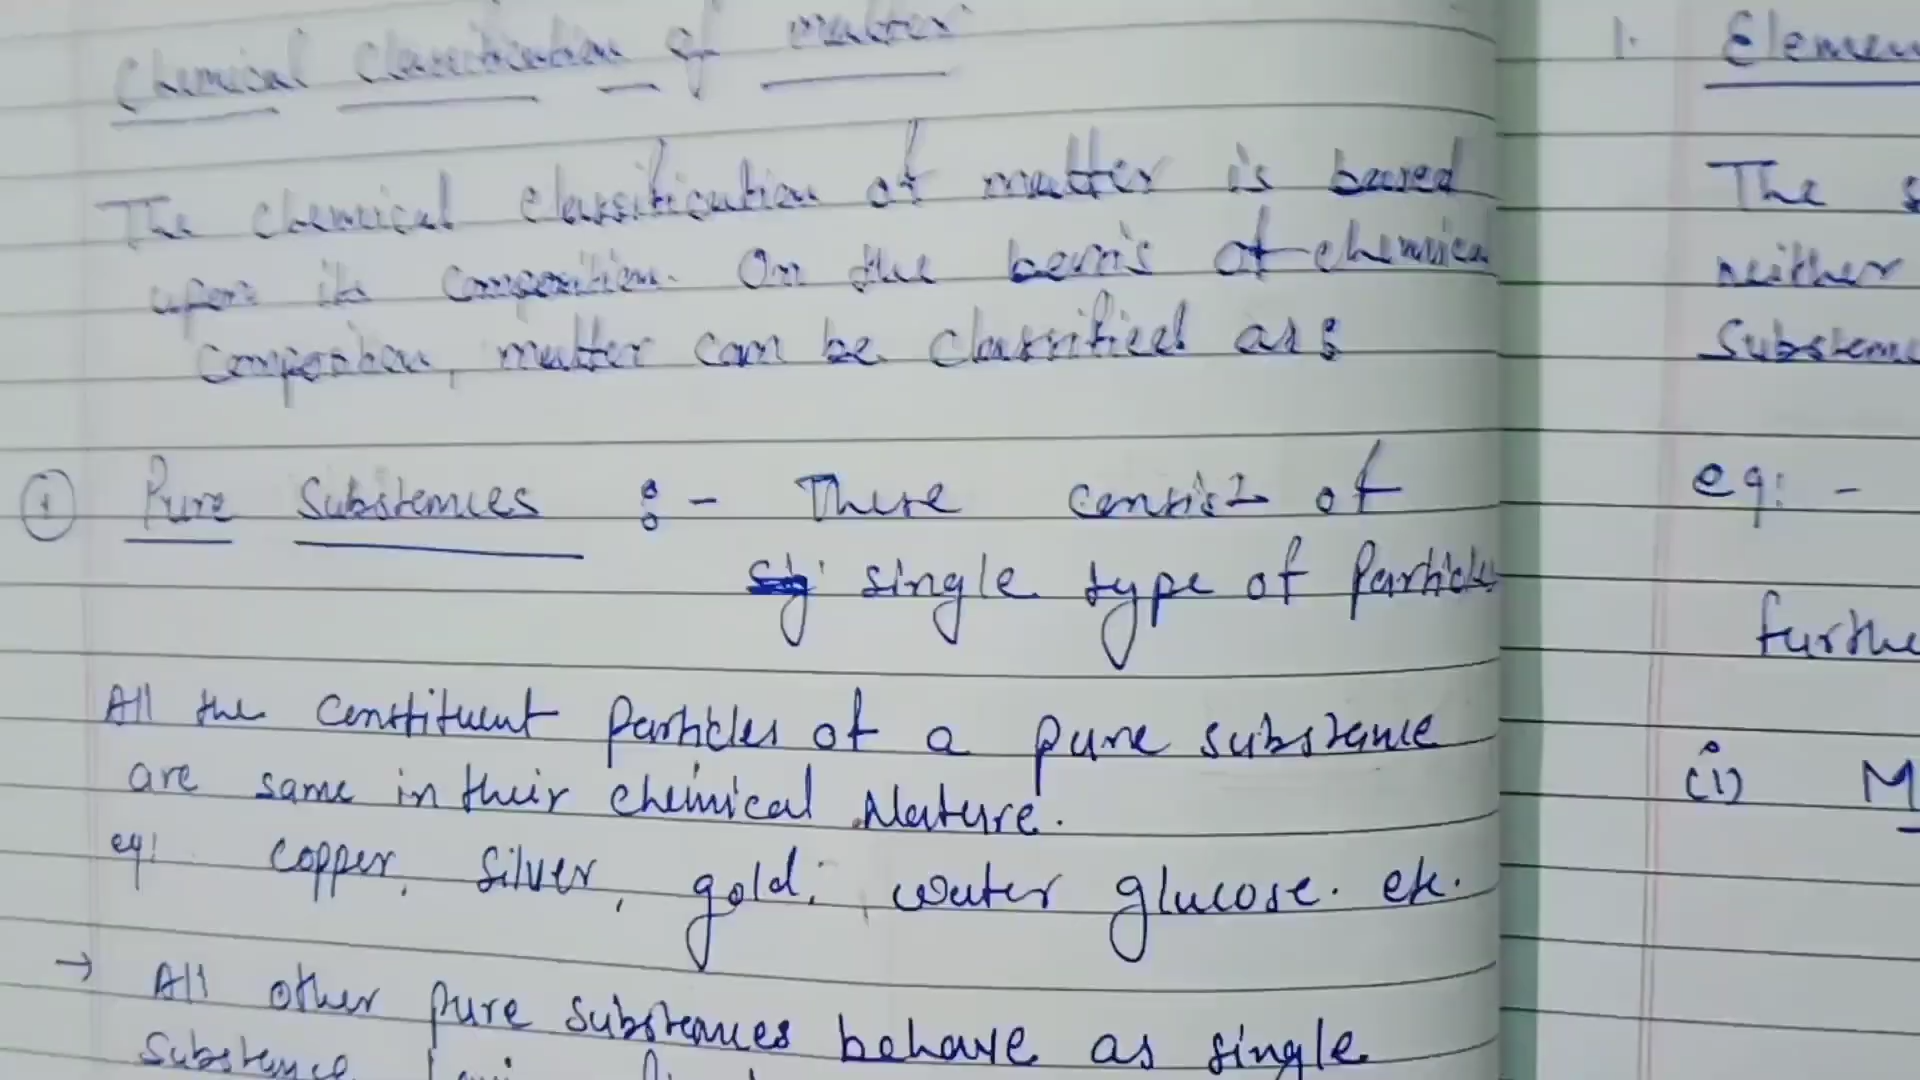 Chemical Classification of matter
The chemical classification of matter is based
upon its composition. On the basis of chemical
composition, matter can be classified as :
① Pure Substances :- These consist of
single type of Particles
All the constituent Particles of a pure substance
are same in their chemical Nature.
eg: copper, silver, gold, water glucose. etc.
→ All other pure substances behave as single
Substance
1. Elemen
The s
neither
Substanc
eg: -
furthe
(i) M